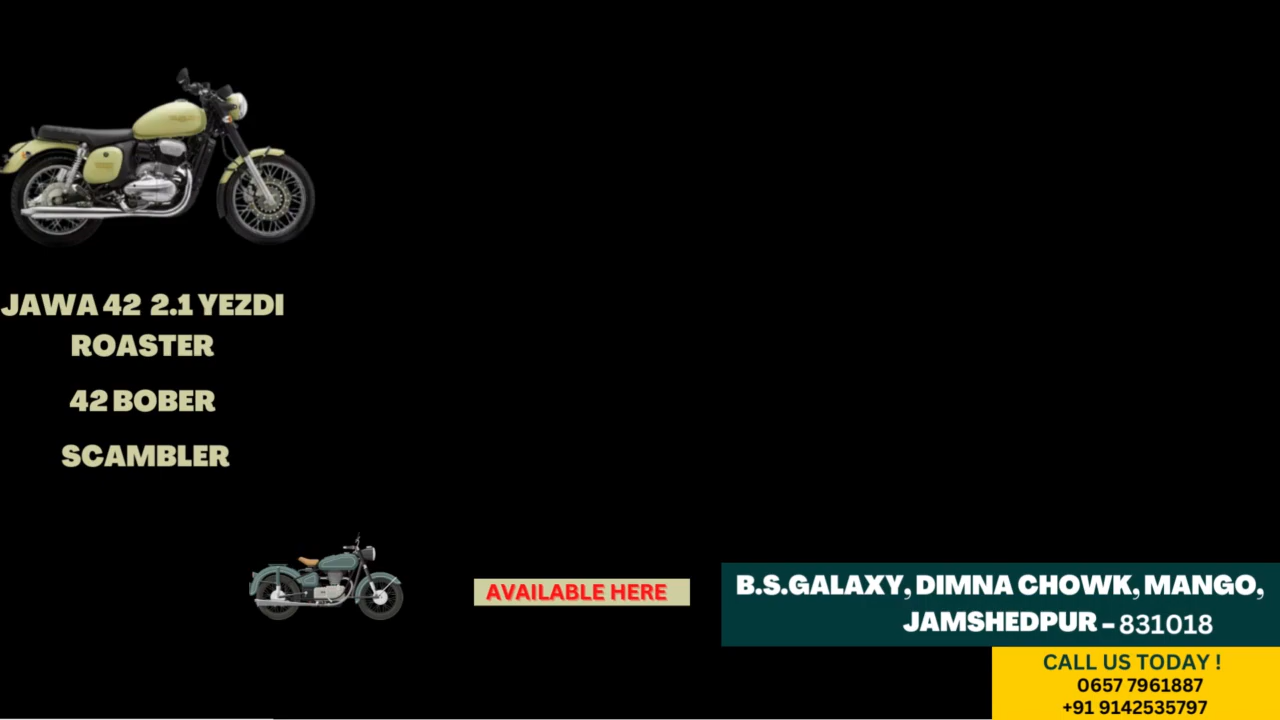 JAWA 42 2.1 YEZDI
ROASTER
42 BOBER
SCAMBLER
AVAILABLE HERE
B.S.GALAXY, DIMNA CHOWK, MANGO,
JAMSHEDPUR – 831018
CALL US TODAY !
0657 7961887
+91 9142535797